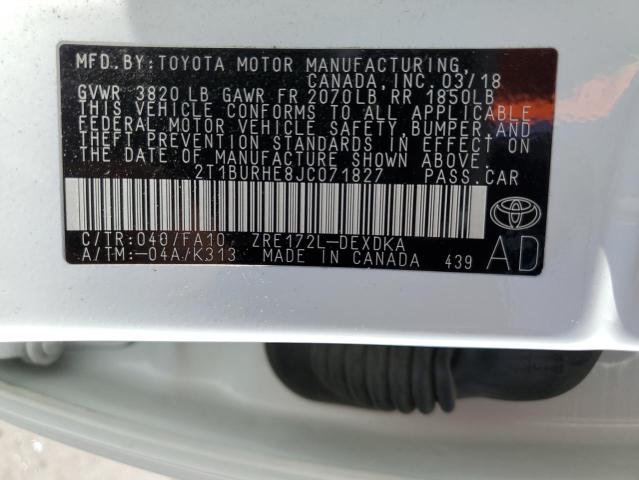 MFD.BY:TOYOTA MOTOR MANUFACTURING,
CANADA,INC. 03/18
GVWR 3820 LB GAWR FR 2070LB RR 1850LB
THIS VEHICLE CONFORMS TO ALL APPLICABLE
FEDERAL MOTOR VEHICLE SAFETY, BUMPER, AND
THEFT PREVENTION STANDARDS IN EFFECT ON
THE DATE OF MANUFACTURE SHOWN ABOVE.
2T1BURHE8JC071827 PASS.CAR
C/TR:040/FA10 ZRE172L-DEXDKA
A/TM:-04A/K313 MADE IN CANADA 439
AD